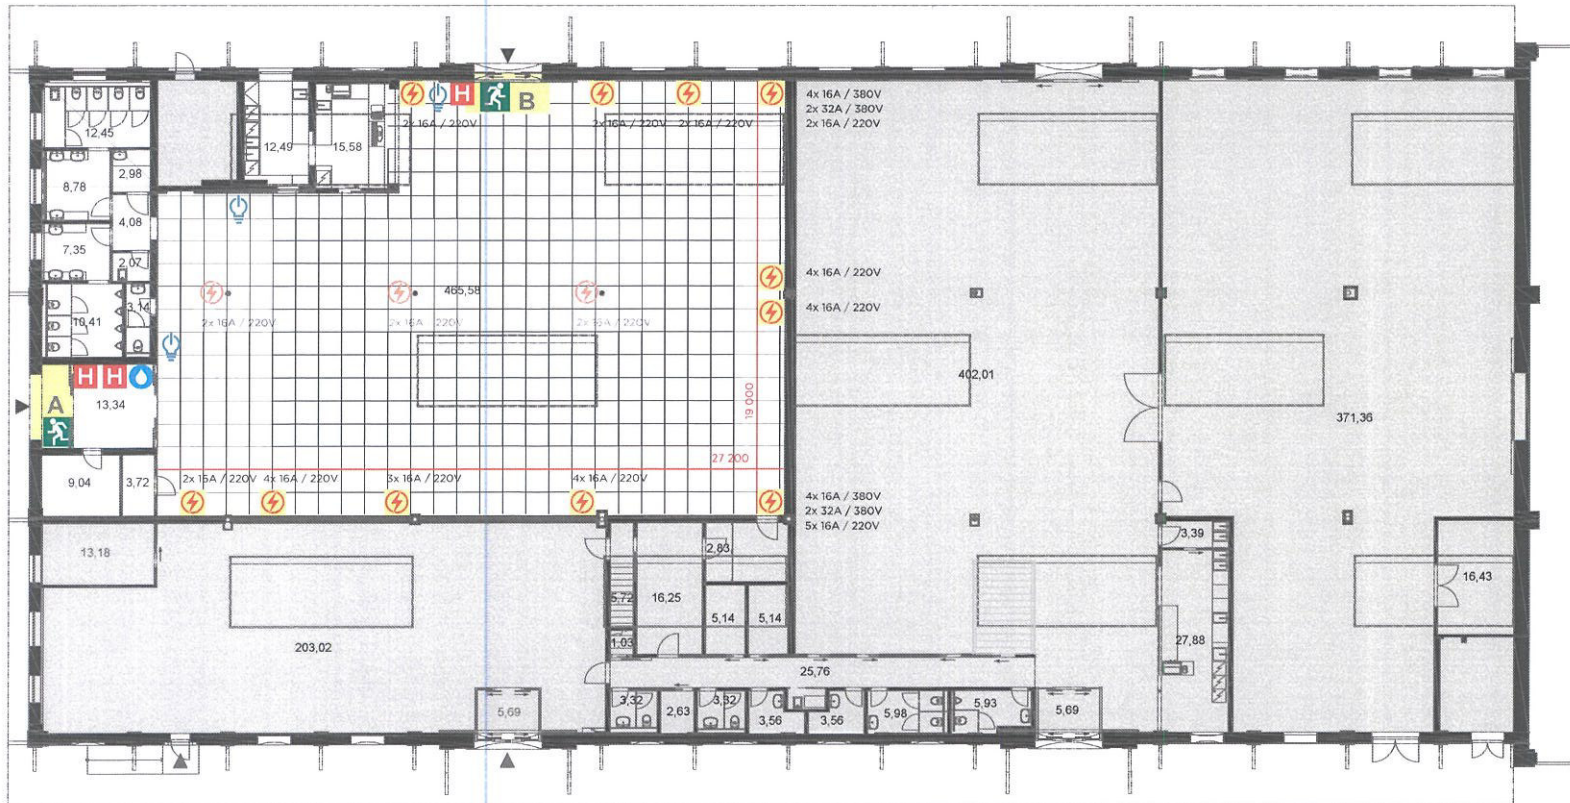 H
B
4x 16A / 380V
2x 32A / 380V
2x 16A / 220V
2x 16A / 220V
2x 16A / 220V
2x 16A / 220V
12,45
12,49
15,58
8,78
2,98
4,08
7,35
2,07
465,58
4x 16A / 220V
4x 16A / 220V
10,41
3,14
2x 16A / 220V
2x 16A / 220V
2x 16A / 220V
H
H
A
13,34
402,01
371,36
19 000
27 200
9,04
3,72
2x 16A / 220V
4x 16A / 220V
3x 16A / 220V
4x 16A / 220V
4x 16A / 380V
2x 32A / 380V
5x 16A / 220V
13,18
2,83
3,39
16,43
5,72
16,25
5,14
5,14
1,03
27,88
203,02
25,76
5,69
3,32
2,63
3,32
3,56
3,56
5,98
5,93
5,69